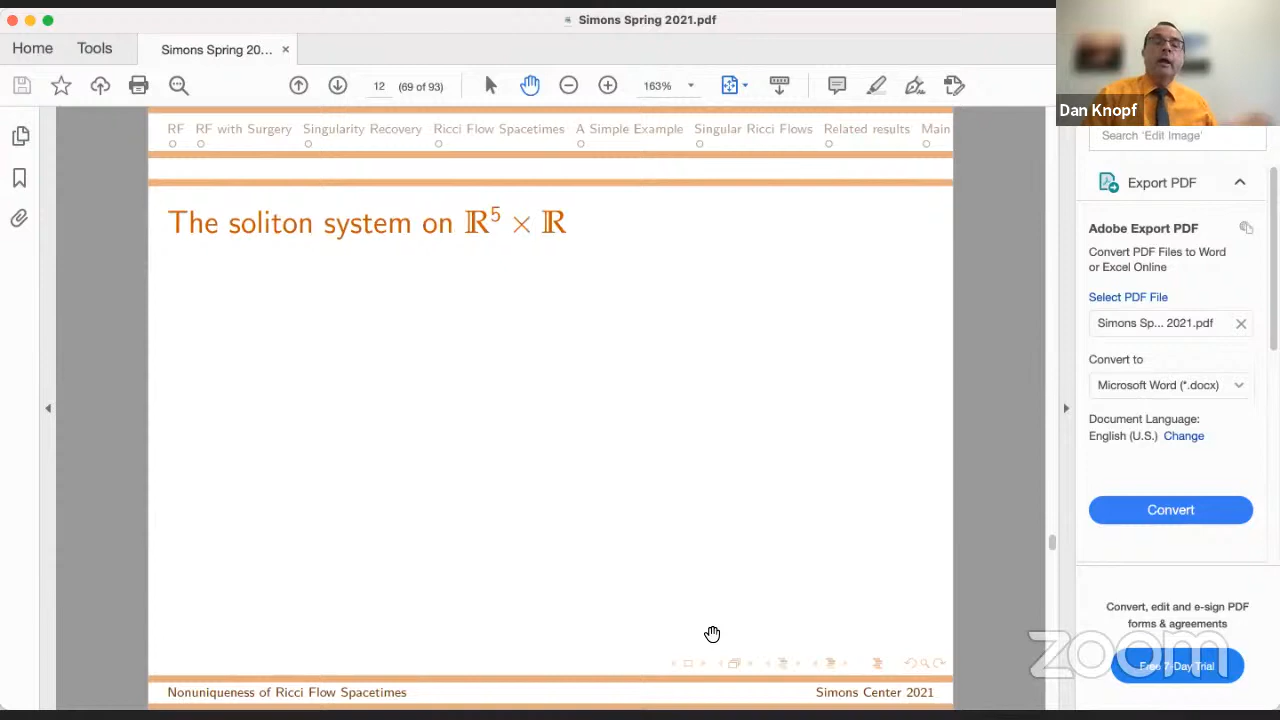 Simons Spring 2021.pdf
Home
Tools
Simons Spring 20... ×
12 (69 of 93)
163%
Dan Knopf
RF RF with Surgery Singularity Recovery Ricci Flow Spacetimes A Simple Example Singular Ricci Flows Related results Main
The soliton system on ℝ⁵ × ℝ
Nonuniqueness of Ricci Flow Spacetimes
Simons Center 2021
Search 'Edit Image'
Export PDF
Adobe Export PDF
Convert PDF Files to Word
or Excel Online
Select PDF File
Simons Sp... 2021.pdf
Convert to
Microsoft Word (*.docx)
Document Language:
English (U.S.) Change
Convert
Convert, edit and e-sign PDF
forms & agreements
Free 7-Day Trial
zoom